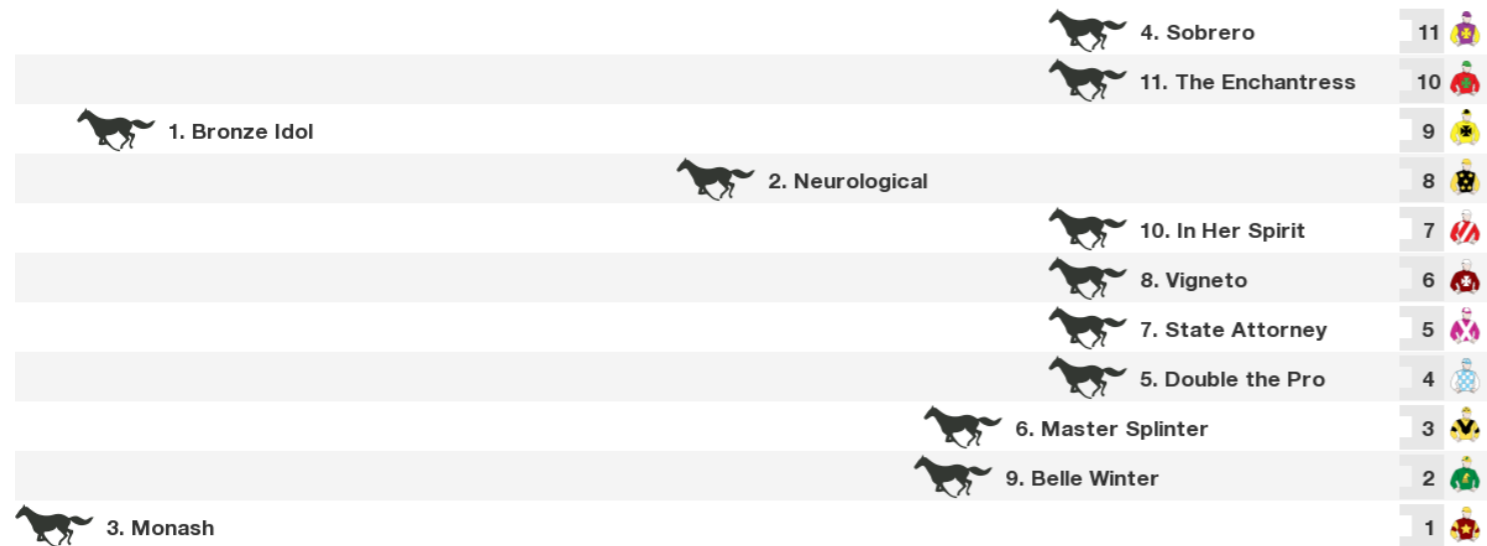 4. Sobrero 11
11. The Enchantress 10
1. Bronze Idol 9
2. Neurological 8
10. In Her Spirit 7
8. Vigneto 6
7. State Attorney 5
5. Double the Pro 4
6. Master Splinter 3
9. Belle Winter 2
3. Monash 1